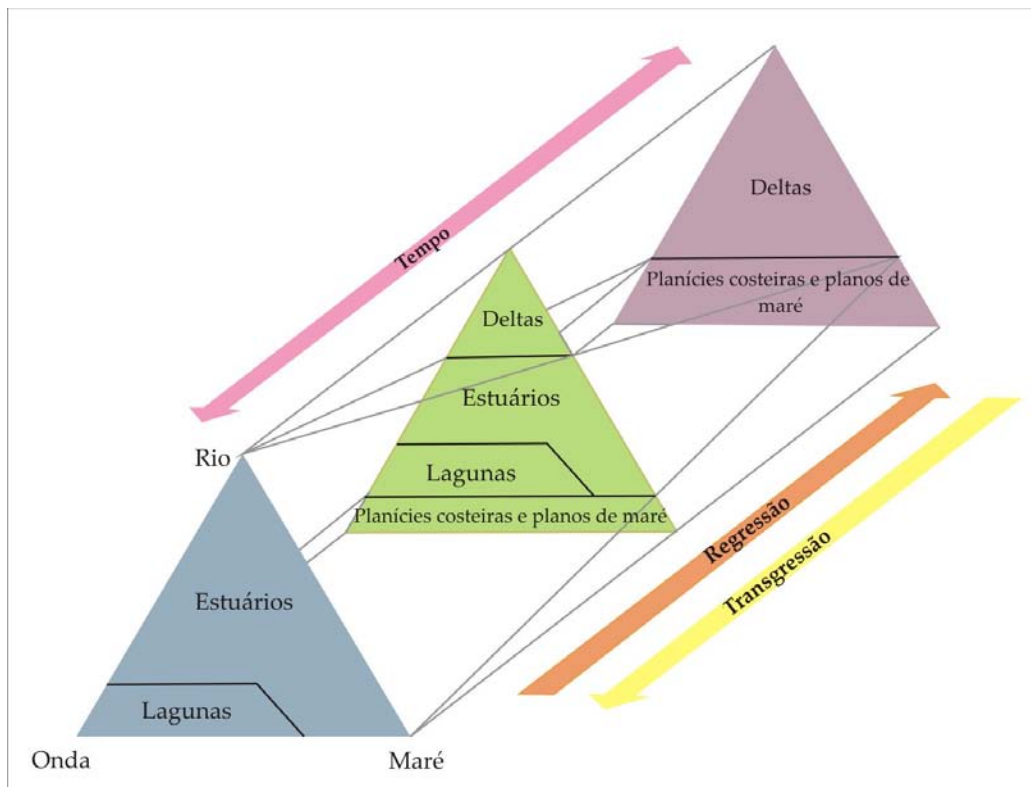 Deltas
Tempo
Planícies costeiras e planos de
maré
Deltas
Estuários
Rio
Lagunas
Planícies costeiras e planos de maré
Regressão
Transgressão
Estuários
Lagunas
Onda
Maré